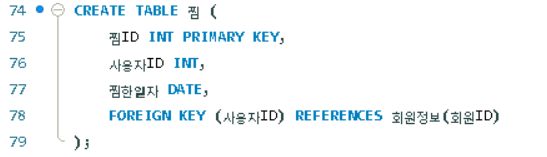 74 CREATE TABLE 찜 (
75 찜ID INT PRIMARY KEY,
76 사용자ID INT,
77 찜한일자 DATE,
78 FOREIGN KEY (사용자ID) REFERENCES 회원정보(회원ID)
79 );